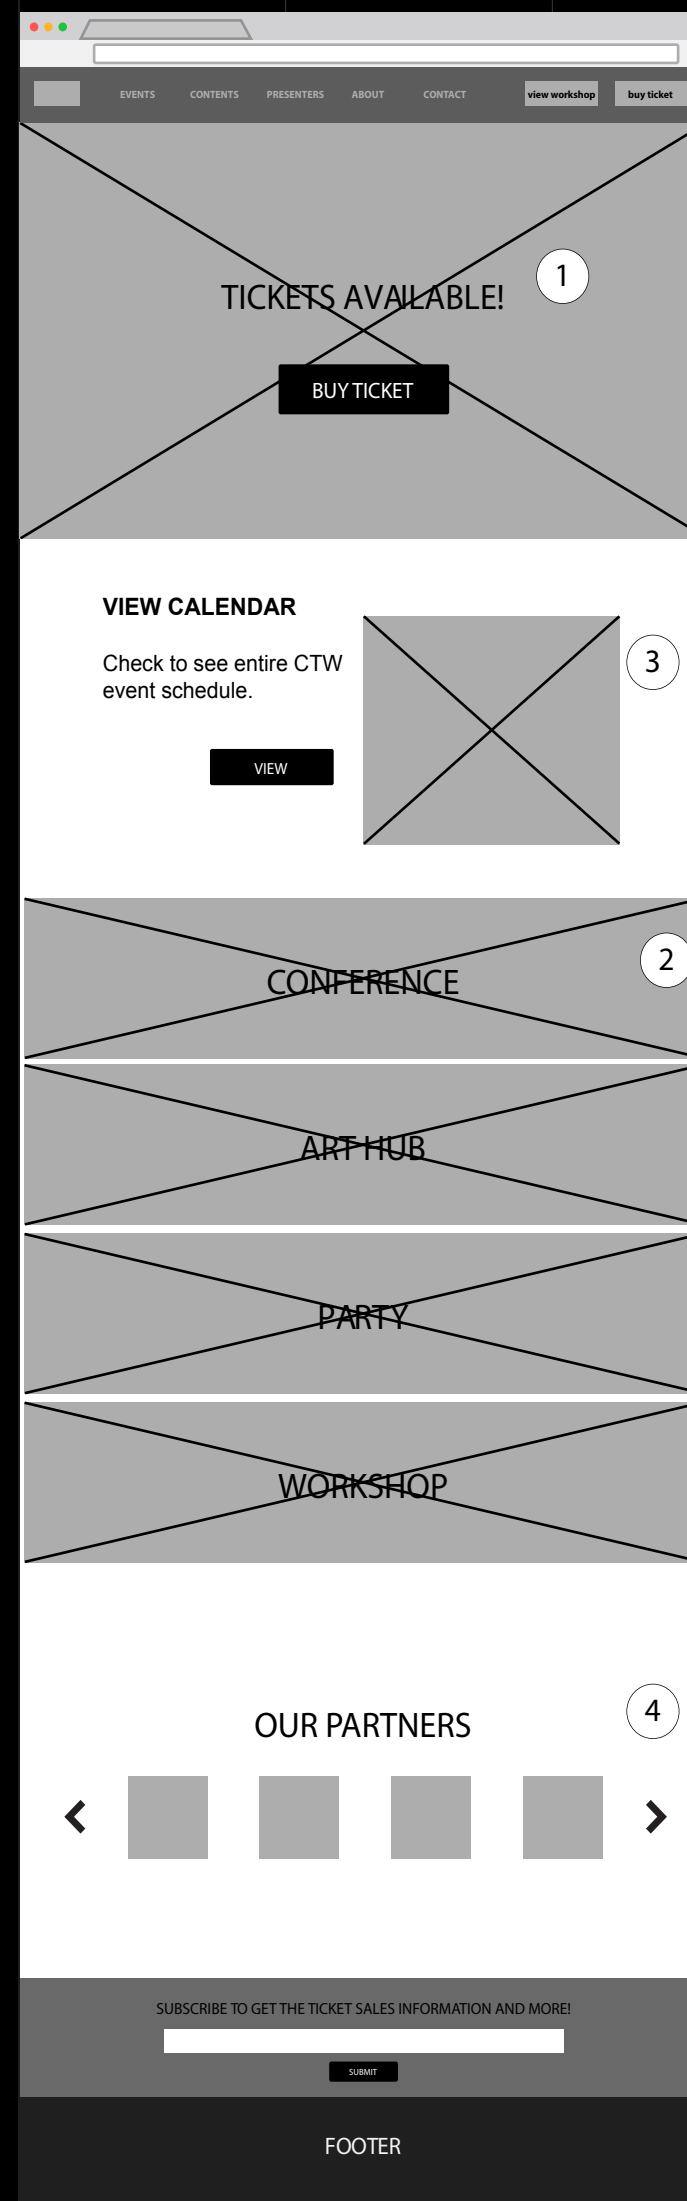 EVENTS CONTENTS PRESENTERS ABOUT CONTACT view workshop buy ticket
1
TICKETS AVAILABLE!
BUY TICKET
VIEW CALENDAR
3
Check to see entire CTW
event schedule.
VIEW
2
CONFERENCE
ART HUB
PARTY
WORKSHOP
4
OUR PARTNERS
SUBSCRIBE TO GET THE TICKET SALES INFORMATION AND MORE!
SUBMIT
FOOTER